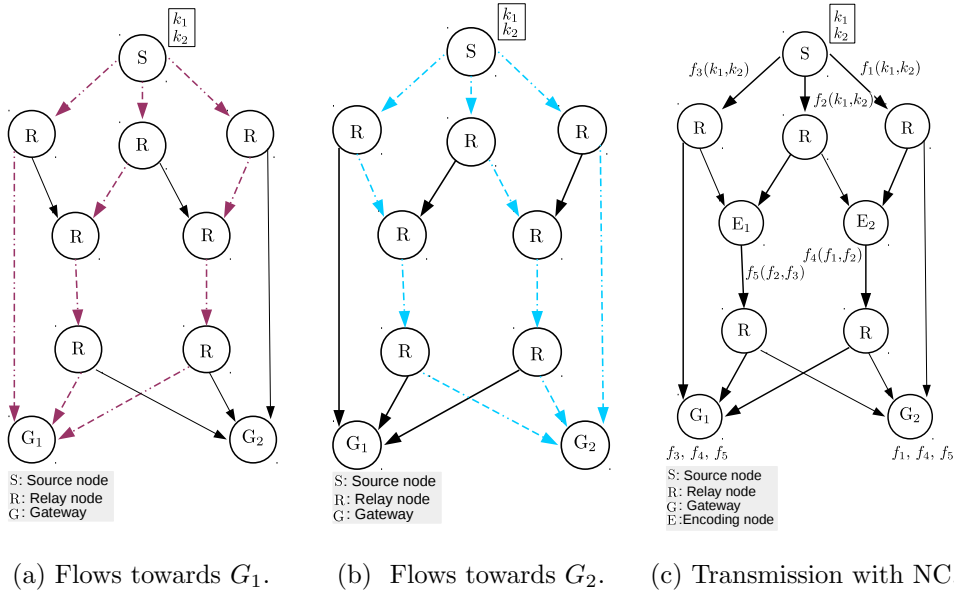 k₁
k₂
S
R
R
R
R
R
R
R
G₁
G₂
S: Source node
R: Relay node
G: Gateway
(a) Flows towards G₁.
k₁
k₂
S
R
R
R
R
R
R
R
G₁
G₂
S: Source node
R: Relay node
G: Gateway
(b) Flows towards G₂.
k₁
k₂
S
f₃(k₁,k₂)
f₁(k₁,k₂)
f₂(k₁,k₂)
R
R
R
E₁
E₂
f₅(f₂,f₃)
f₄(f₁,f₂)
R
R
G₁
G₂
f₃, f₄, f₅
f₁, f₄, f₅
S: Source node
R: Relay node
G: Gateway
E:Encoding node
(c) Transmission with NC.